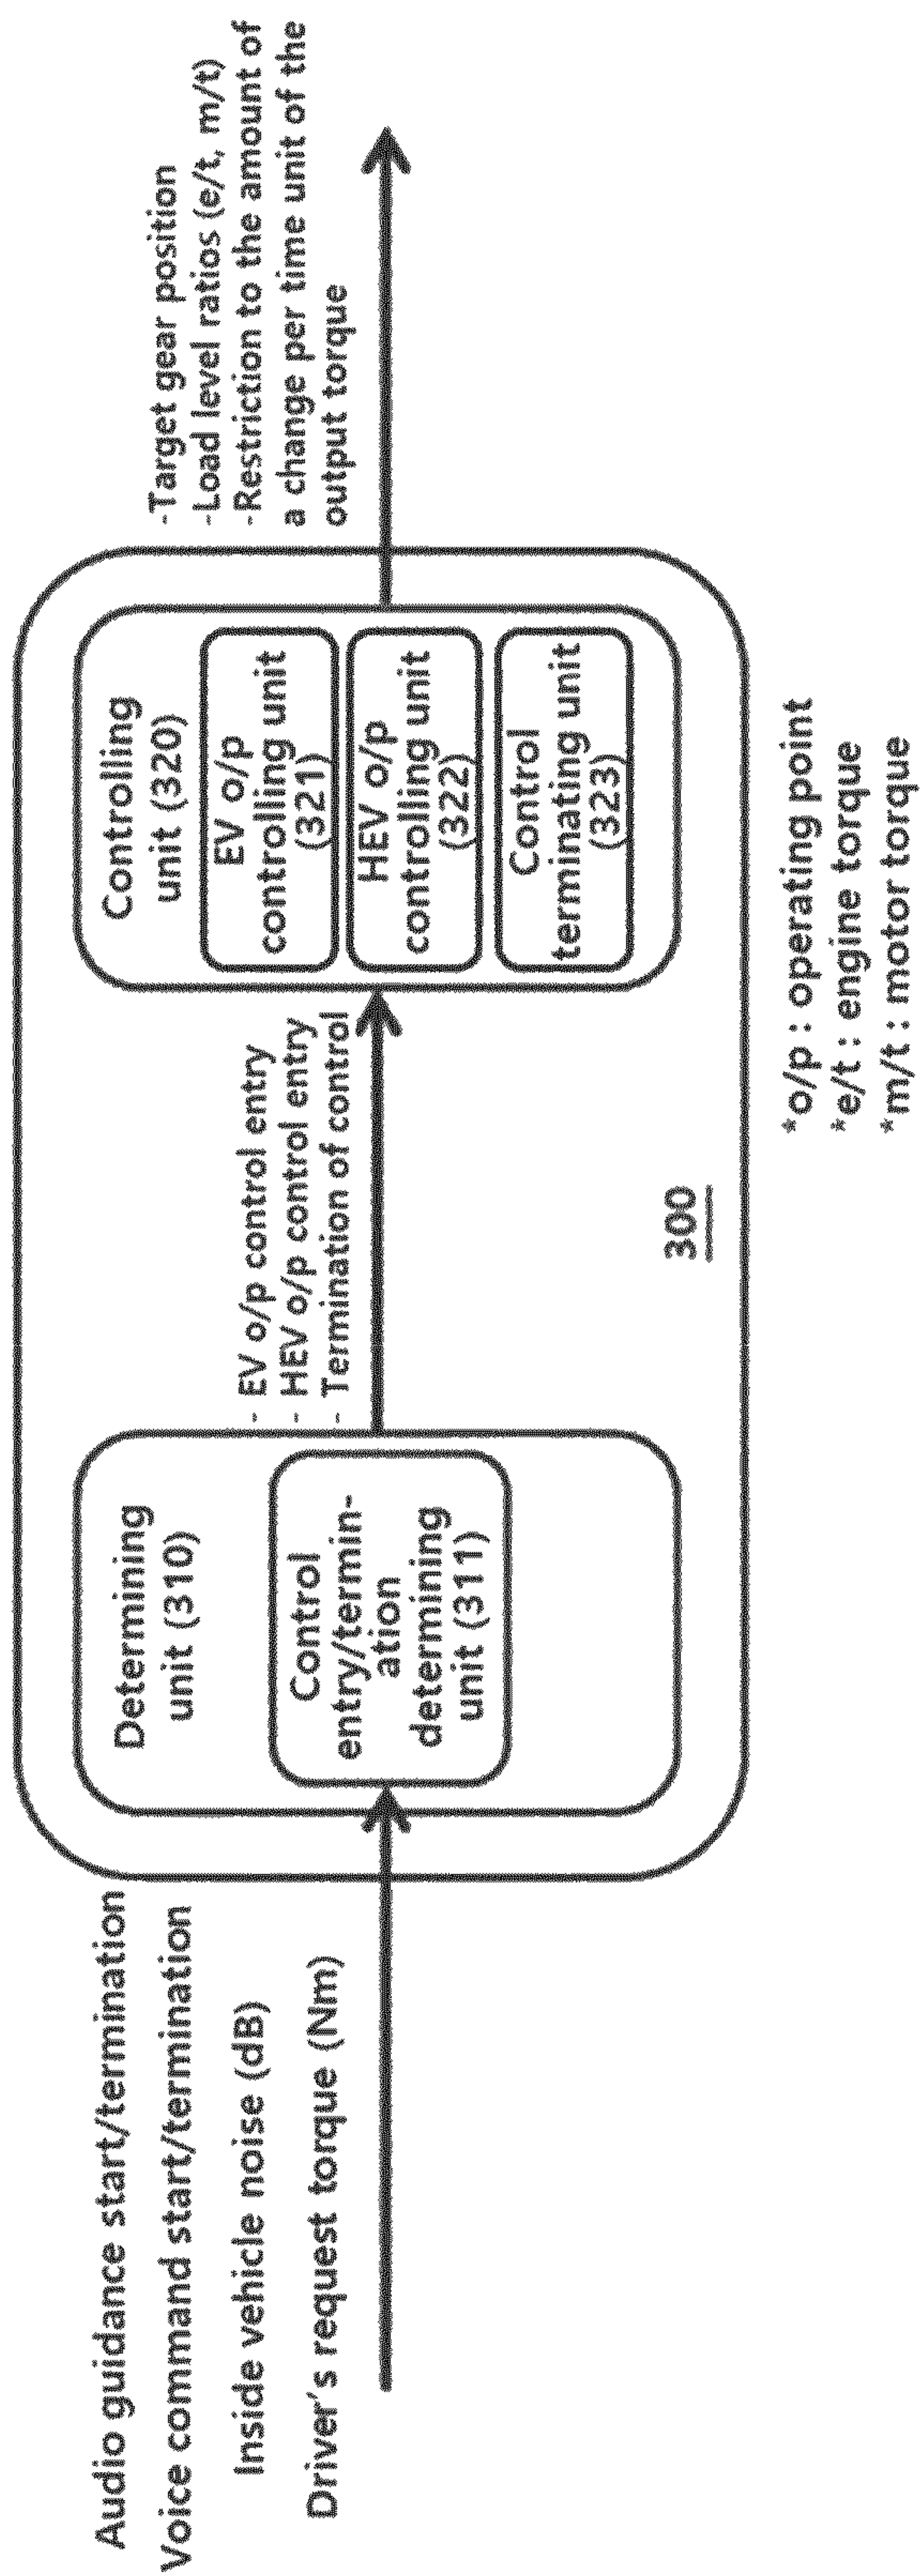 Audio guidance start/termination
Voice command start/termination
Inside vehicle noise (dB)
Driver's request torque (Nm)
Determining
unit (310)
Control
entry/termin-
ation
determining
unit (311)
- EV o/p control entry
- HEV o/p control entry
- Termination of control
Controlling
unit (320)
EV o/p
controlling unit
(321)
HEV o/p
controlling unit
(322)
Control
terminating unit
(323)
-Target gear position
-Load level ratios (e/t, m/t)
-Restriction to the amount of
a change per time unit of the
output torque
300
*o/p : operating point
*e/t : engine torque
*m/t : motor torque